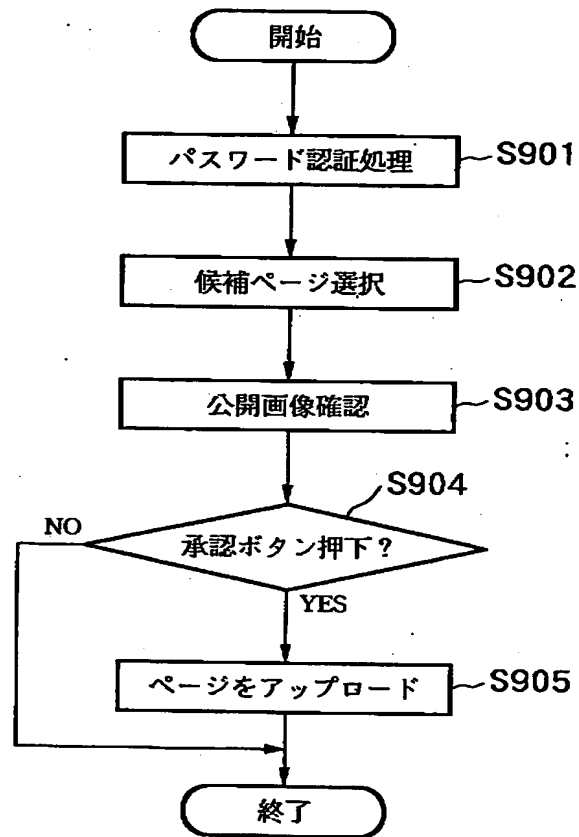 開始
パスワード認証処理
S901
候補ページ選択
S902
公開画像確認
S903
S904
NO
承認ボタン押下?
YES
ページをアップロード
S905
終了